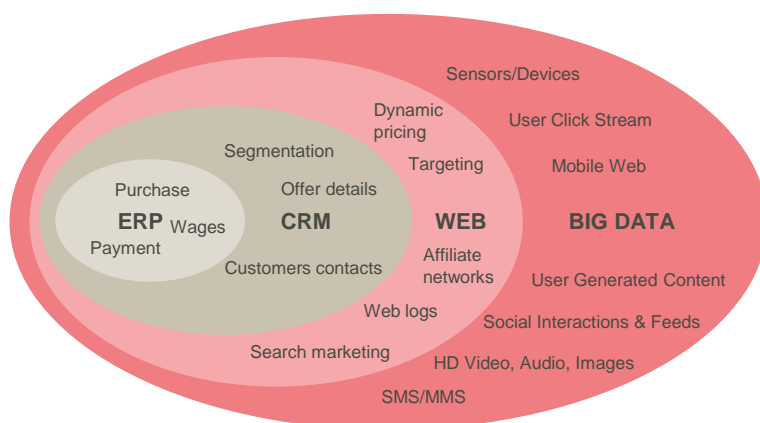 Sensors/Devices
Dynamic
pricing
User Click Stream
Segmentation
Targeting
Mobile Web
Purchase
Offer details
ERP
Wages
CRM
WEB
BIG DATA
Payment
Customers contacts
Affiliate
networks
User Generated Content
Web logs
Social Interactions & Feeds
Search marketing
HD Video, Audio, Images
SMS/MMS